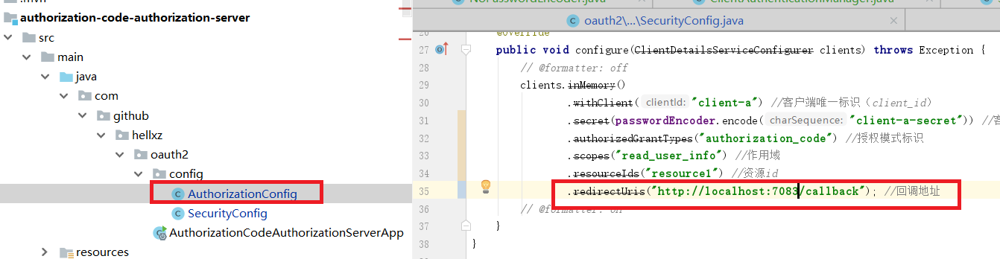 .mvn
authorization-code-authorization-server
src
main
java
com
github
hellxz
oauth2
config
AuthorizationConfig
SecurityConfig
AuthorizationCodeAuthorizationServerApp
resources
NoPasswordEncoder.java
ClientAuthenticationManager.java
oauth2\...\SecurityConfig.java
26 @Override
27 public void configure(ClientDetailsServiceConfigurer clients) throws Exception {
28 // @formatter: off
29 clients.inMemory()
30 .withClient( clientId: "client-a") //客户端唯一标识（client_id）
31 .secret(passwordEncoder.encode( charSequence: "client-a-secret")) //客
32 .authorizedGrantTypes("authorization_code") //授权模式标识
33 .scopes("read_user_info") //作用域
34 .resourceIds("resource1") //资源id
35 .redirectUris("http://localhost:7083/callback"); //回调地址
36 // @formatter: on
37 }
38 }